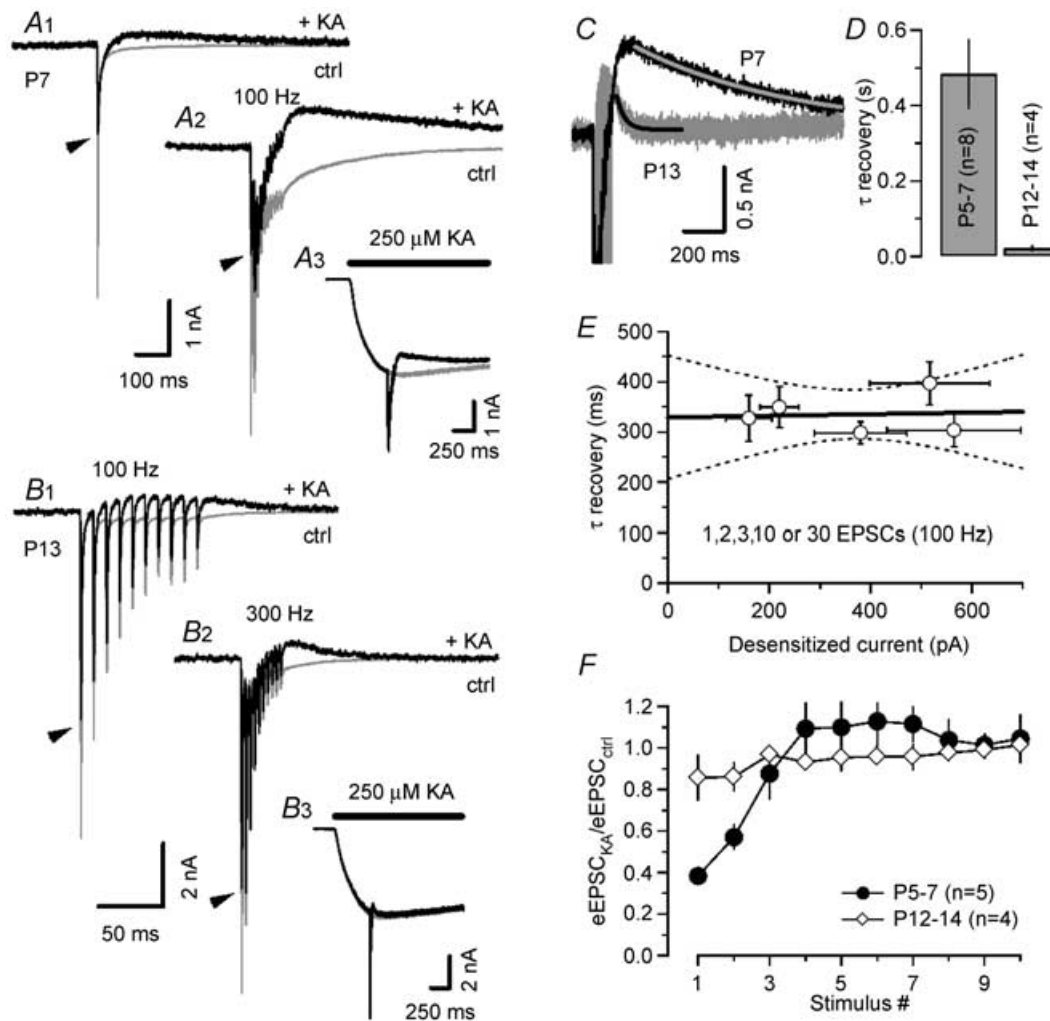 A1
+ KA
P7
ctrl
100 Hz
A2
+ KA
ctrl
1 nA
100 ms
A3
250 μM KA
1 nA
250 ms
B1
100 Hz
+ KA
P13
ctrl
2 nA
50 ms
B2
300 Hz
+ KA
ctrl
B3
250 μM KA
2 nA
250 ms
C
P7
P13
0.5 nA
200 ms
D
τ recovery (s)
0.6
0.4
0.2
0.0
P5-7 (n=8)
P12-14 (n=4)
E
τ recovery (ms)
500
400
300
200
100
0
1,2,3,10 or 30 EPSCs (100 Hz)
0 200 400 600
Desensitized current (pA)
F
eEPSCKA/eEPSCctrl
1.2
1.0
0.8
0.6
0.4
0.2
0.0
P5-7 (n=5)
P12-14 (n=4)
1 3 5 7 9
Stimulus #